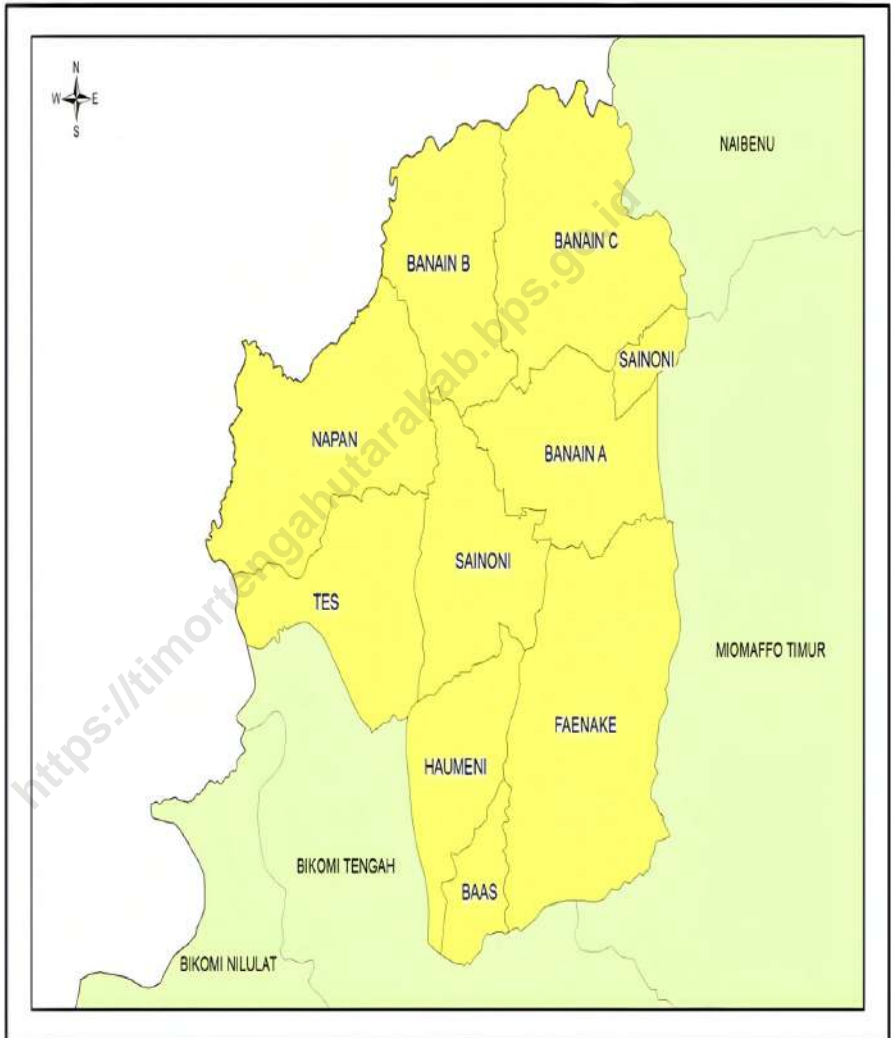 N
W E
S
NAIBENU
BANAIN C
BANAIN B
SAINONI
NAPAN
BANAIN A
SAINONI
TES
MIOMAFFO TIMUR
FAENAKE
HAUMENI
BIKOMI TENGAH
BAAS
BIKOMI NILULAT
https://timortengahutarakab.bps.go.id